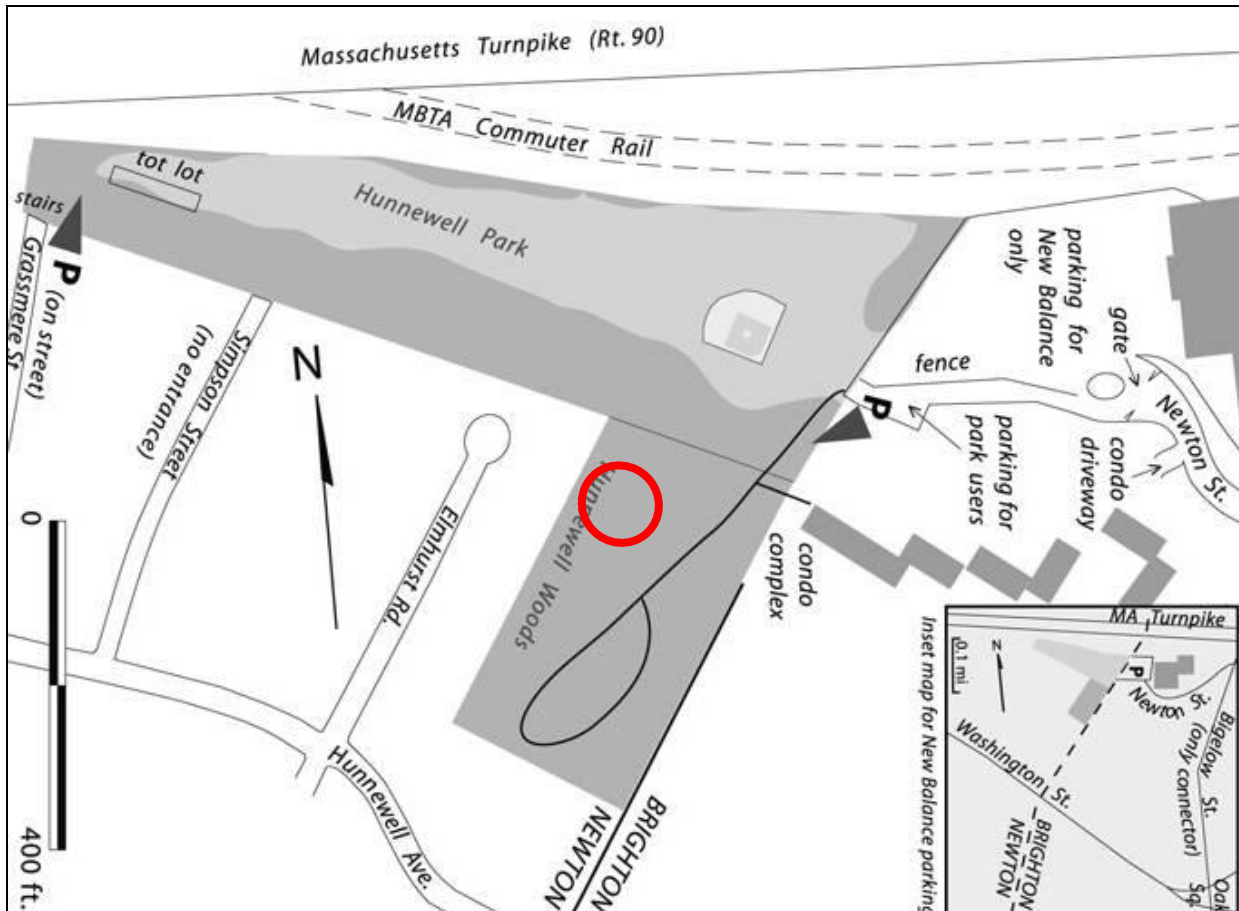 Massachusetts Turnpike (Rt. 90)
MBTA Commuter Rail
tot lot
Hunnewell Park
stairs
P
(on street)
Grassmere St.
Simpson Street
(no entrance)
N
parking for
New Balance
only
gate
fence
Newton St.
P
parking for
park users
condo
driveway
condo
complex
Elmhurst Rd.
Hunnewell Woods
Hunnewell Ave.
BRIGHTON
NEWTON
0
400 ft.
MA Turnpike
N
0.1 mi.
P
Newton St.
Bigelow St.
(only connector)
Washington St.
BRIGHTON
NEWTON
Oak
Sq.
Inset map for New Balance parking